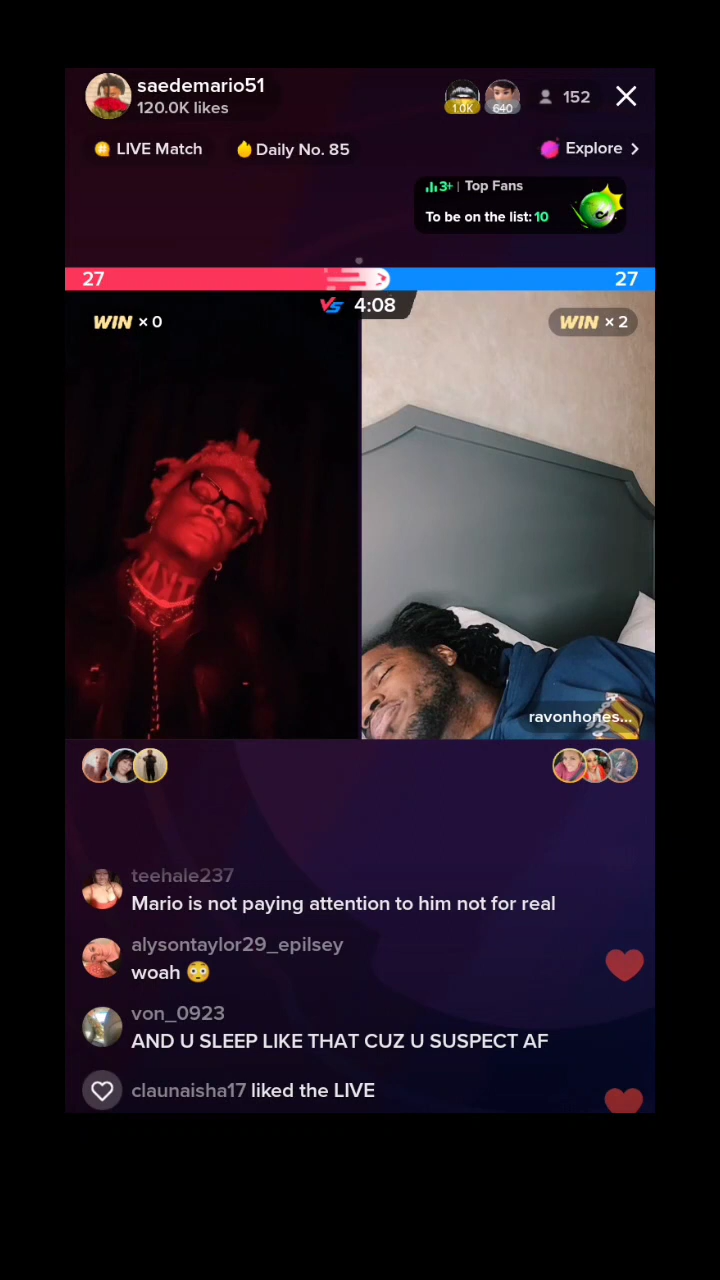 saedemario51
120.0K likes
1.0K
640
152
LIVE Match
Daily No. 85
Explore
3+ | Top Fans
To be on the list: 10
27
27
VS 4:08
WIN × 0
WIN × 2
ravonhones...
teehale237
Mario is not paying attention to him not for real
alysontaylor29_epilsey
woah 😳
von_0923
AND U SLEEP LIKE THAT CUZ U SUSPECT AF
claunaisha17 liked the LIVE